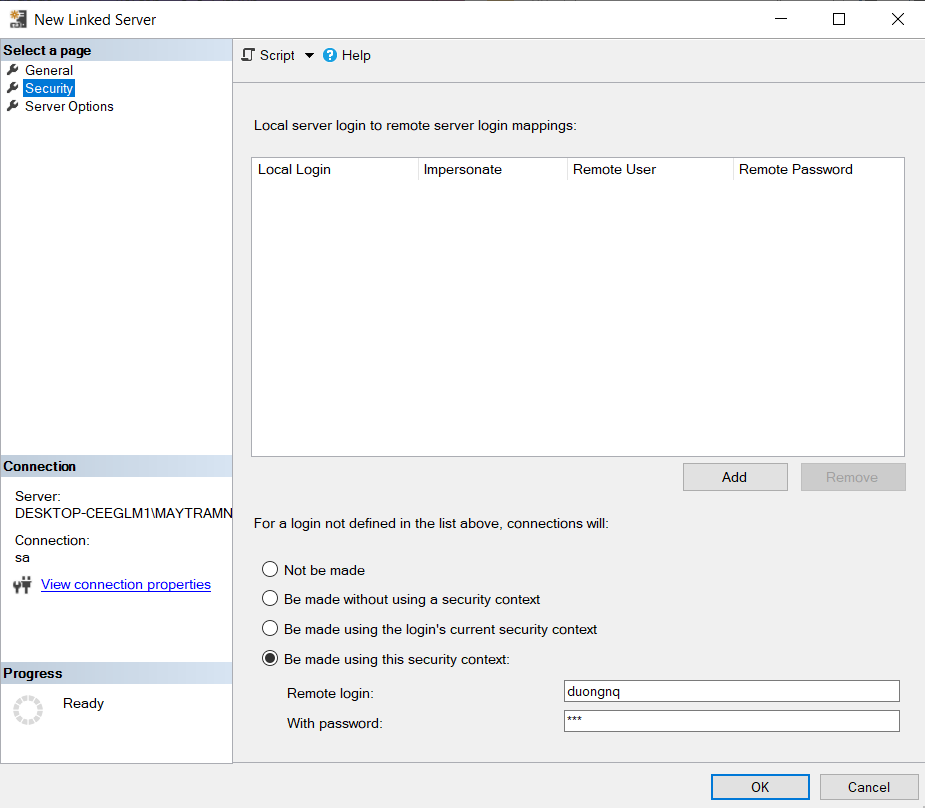 New Linked Server
Select a page
General
Security
Server Options
Script
Help
Local server login to remote server login mappings:
Local Login Impersonate Remote User Remote Password
Add Remove
For a login not defined in the list above, connections will:
Not be made
Be made without using a security context
Be made using the login's current security context
Be made using this security context:
Remote login: duongnq
With password: ***
Connection
Server:
DESKTOP-CEEGLM1\MAYTRAMN
Connection:
sa
View connection properties
Progress
Ready
OK Cancel